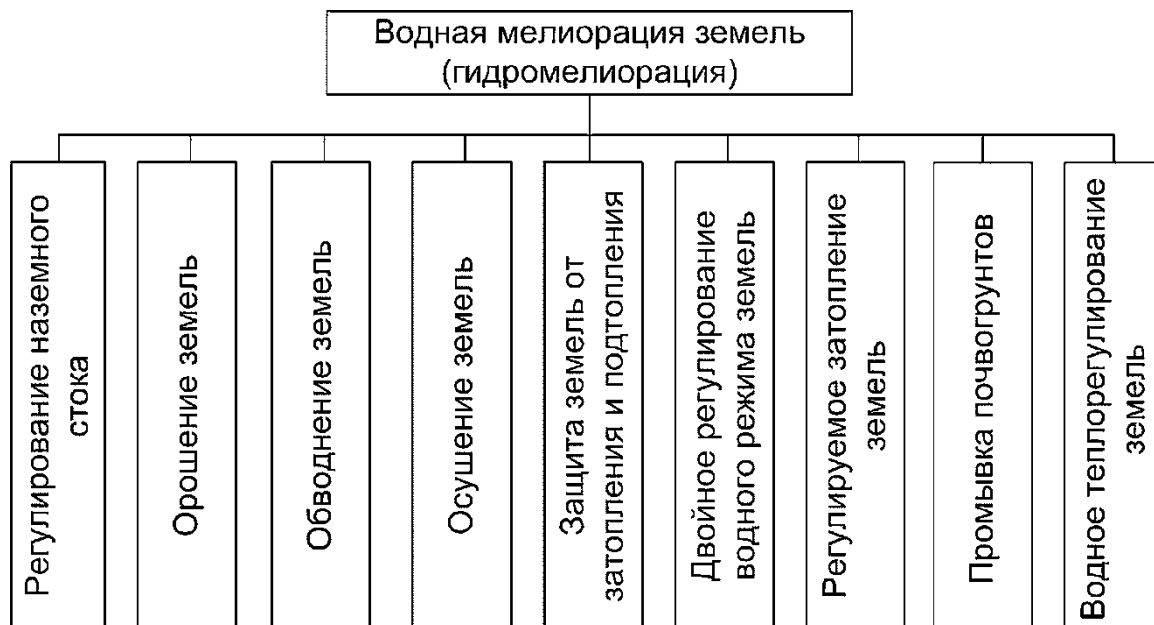 Водная мелиорация земель
(гидромелиорация)
Регулирование наземного
стока
Орошение земель
Обводнение земель
Осушение земель
Защита земель от
затопления и подтопления
Двойное регулирование
водного режима земель
Регулируемое затопление
земель
Промывка почвогрунтов
Водное теплорегулирование
земель